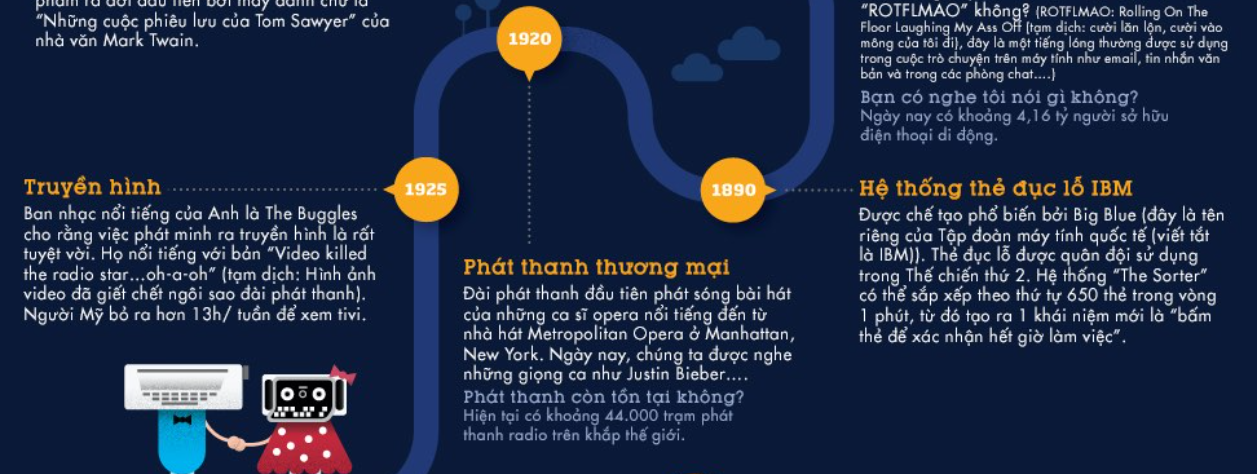 phẩm ra đời đầu tiên bởi máy đánh chữ là
“Những cuộc phiêu lưu của Tom Sawyer” của
nhà văn Mark Twain.
1920
“ROTFLMAO” không? {ROTFLMAO: Rolling On The
Floor Laughing My Ass Off (tạm dịch: cười lăn lộn, cười vào
mông của tôi đi), đây là một tiếng lóng thường được sử dụng
trong cuộc trò chuyện trên máy tính như email, tin nhắn văn
bản và trong các phòng chat....}
Bạn có nghe tôi nói gì không?
Ngày nay có khoảng 4,16 tỷ người sở hữu
điện thoại di động.
Truyền hình
1925
Ban nhạc nổi tiếng của Anh là The Buggles
cho rằng việc phát minh ra truyền hình là rất
tuyệt vời. Họ nổi tiếng với bản “Video killed
the radio star...oh-a-oh” (tạm dịch: Hình ảnh
video đã giết chết ngôi sao đài phát thanh).
Người Mỹ bỏ ra hơn 13h/ tuần để xem tivi.
1890
Hệ thống thẻ đục lỗ IBM
Được chế tạo phổ biến bởi Big Blue (đây là tên
riêng của Tập đoàn máy tính quốc tế (viết tắt
là IBM)). Thẻ đục lỗ được quân đội sử dụng
trong Thế chiến thứ 2. Hệ thống “The Sorter”
có thể sắp xếp theo thứ tự 650 thẻ trong vòng
1 phút, từ đó tạo ra 1 khái niệm mới là “bấm
thẻ để xác nhận hết giờ làm việc”.
Phát thanh thương mại
Đài phát thanh đầu tiên phát sóng bài hát
của những ca sĩ opera nổi tiếng đến từ
nhà hát Metropolitan Opera ở Manhattan,
New York. Ngày nay, chúng ta được nghe
những giọng ca như Justin Bieber....
Phát thanh còn tồn tại không?
Hiện tại có khoảng 44.000 trạm phát
thanh radio trên khắp thế giới.